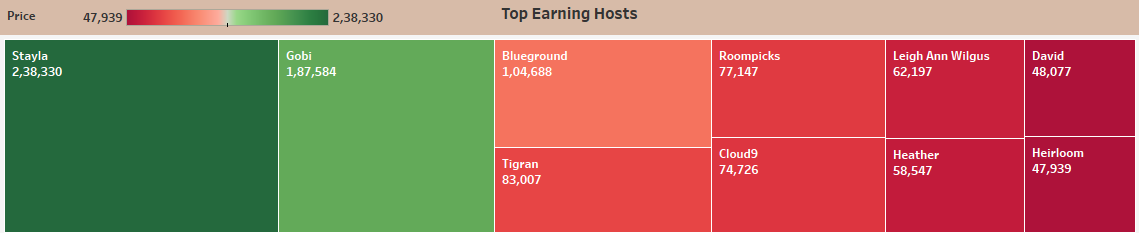 Price
47,939
2,38,330
Top Earning Hosts
Stayla
2,38,330
Gobi
1,87,584
Blueground
1,04,688
Tigran
83,007
Roompicks
77,147
Cloud9
74,726
Leigh Ann Wilgus
62,197
Heather
58,547
David
48,077
Heirloom
47,939